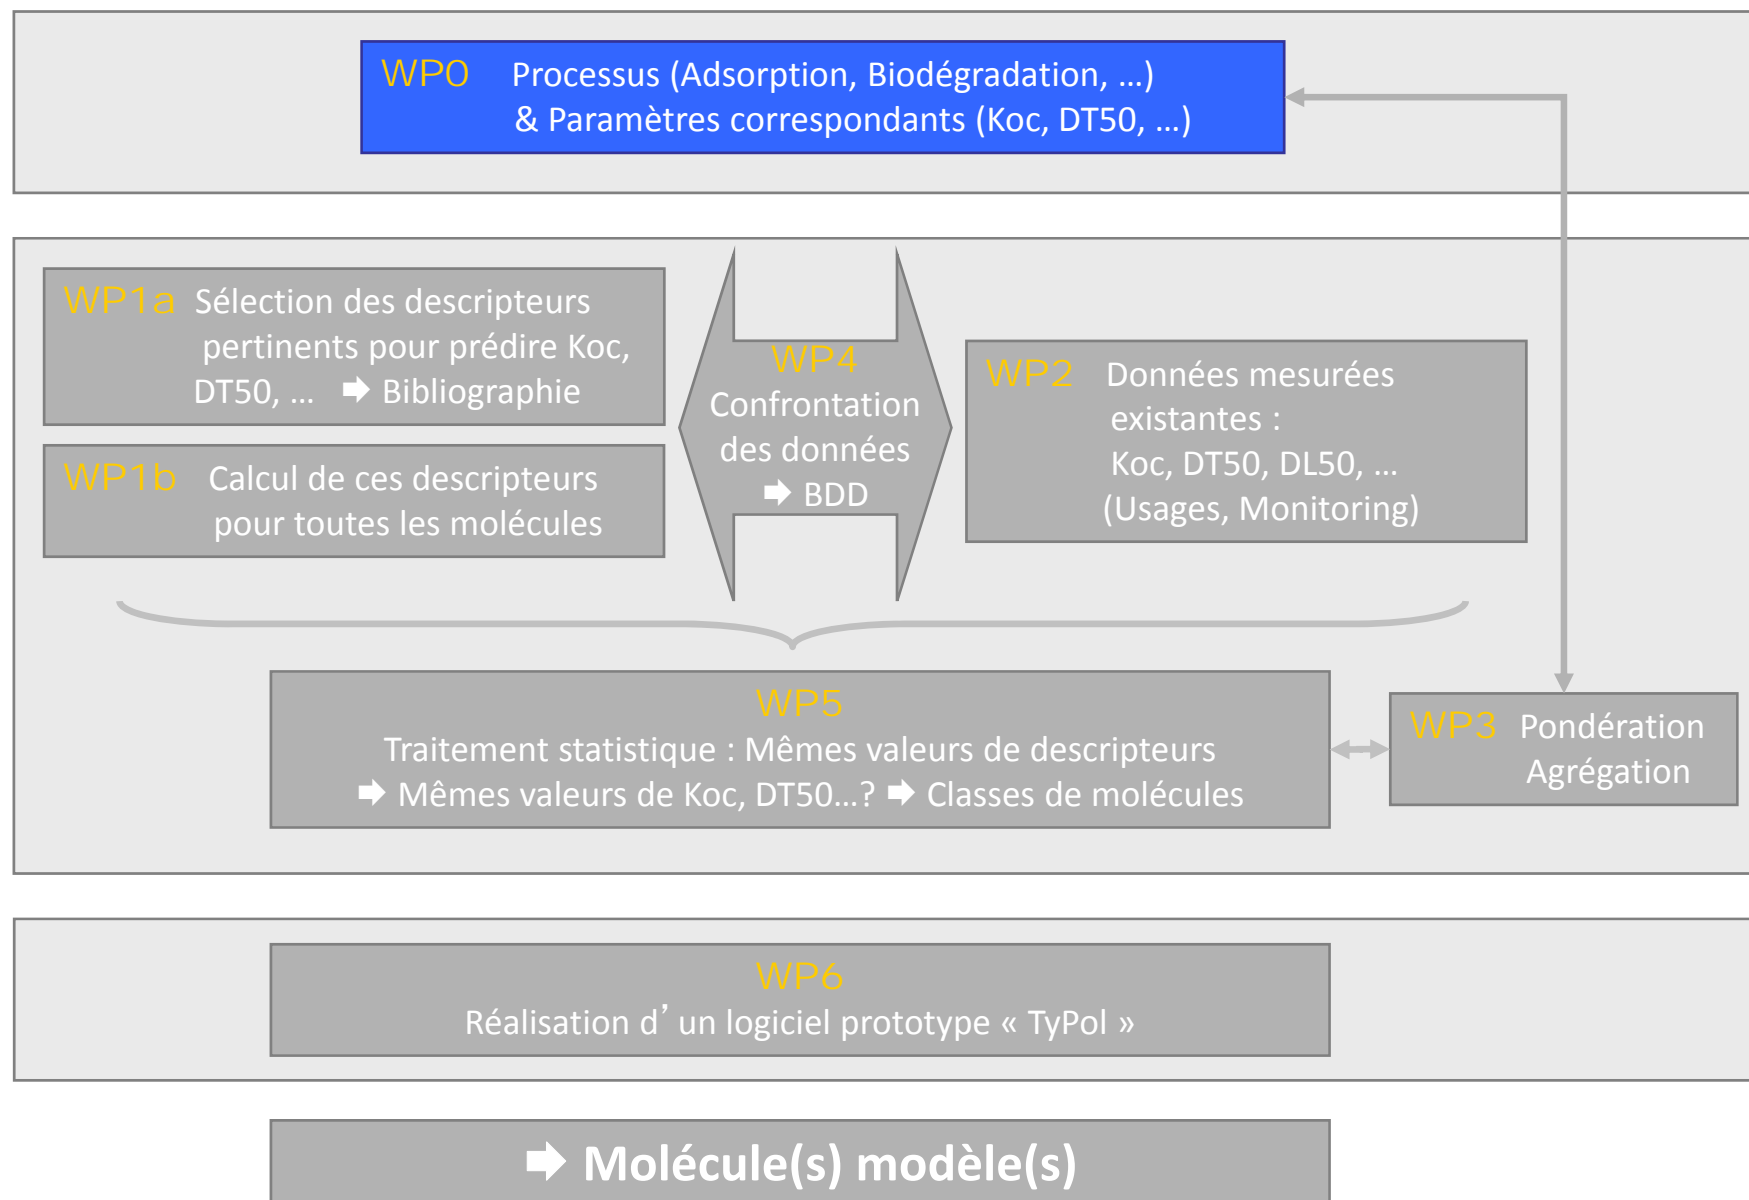 WP0 Processus (Adsorption, Biodégradation, ...)
& Paramètres correspondants (Koc, DT50, ...)
WP1a Sélection des descripteurs
pertinents pour prédire Koc,
DT50, ... ➡ Bibliographie
WP1b Calcul de ces descripteurs
pour toutes les molécules
WP4
Confrontation
des données
➡ BDD
WP2 Données mesurées
existantes :
Koc, DT50, DL50, ...
(Usages, Monitoring)
WP5
Traitement statistique : Mêmes valeurs de descripteurs
➡ Mêmes valeurs de Koc, DT50...? ➡ Classes de molécules
WP3 Pondération
Agrégation
WP6
Réalisation d’ un logiciel prototype « TyPol »
➡ Molécule(s) modèle(s)